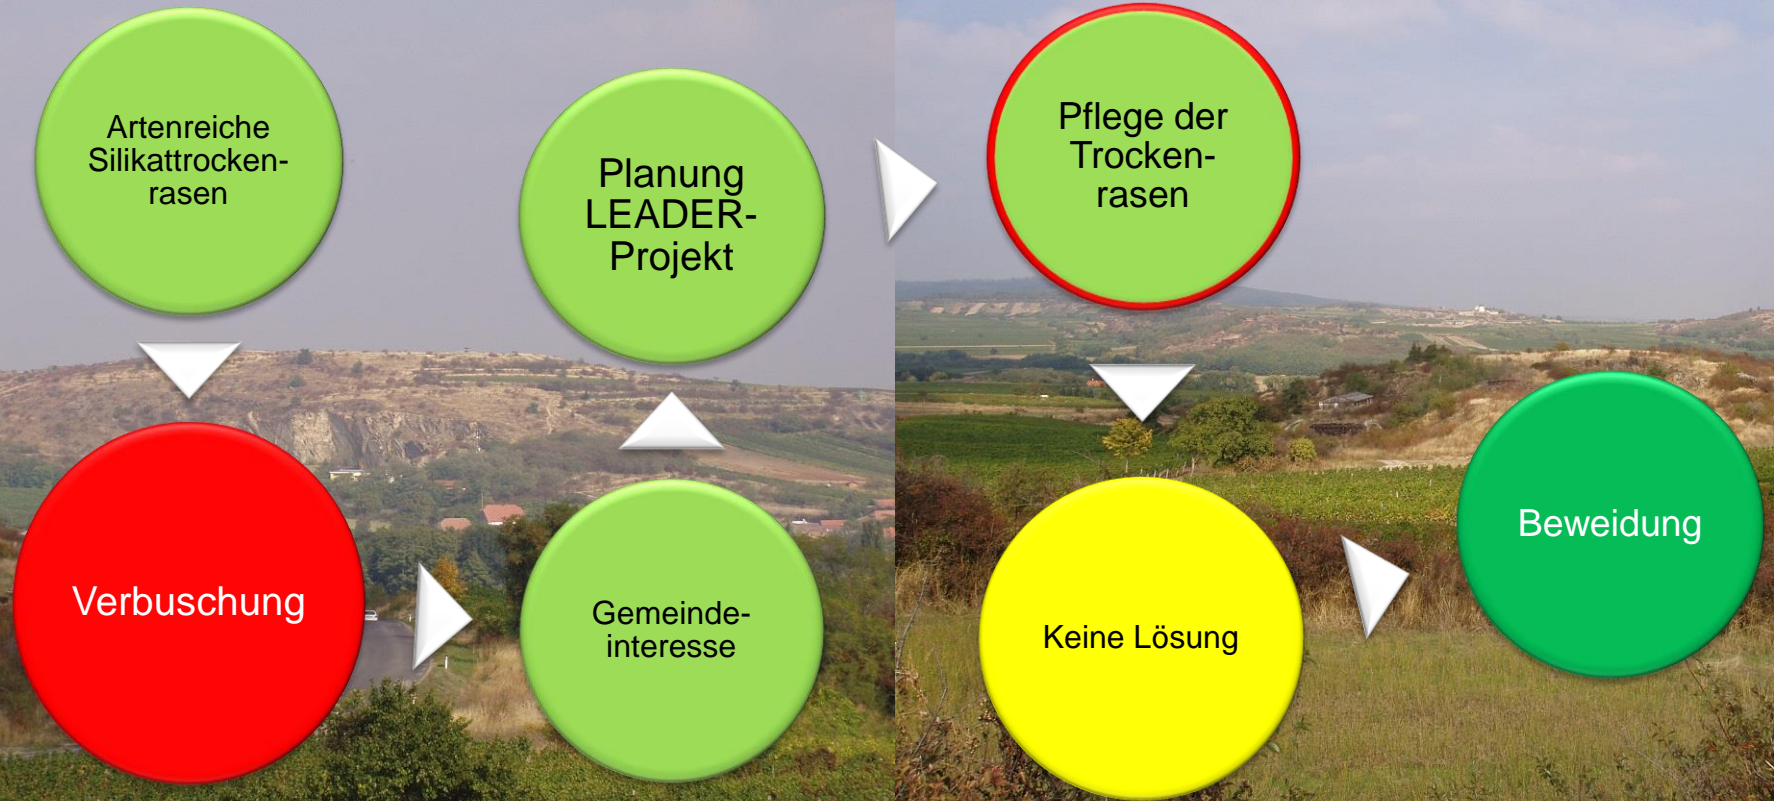 Artenreiche
Silikattrocken-
rasen
Verbuschung
Gemeinde-
interesse
Planung
LEADER-
Projekt
Pflege der
Trocken-
rasen
Keine Lösung
Beweidung